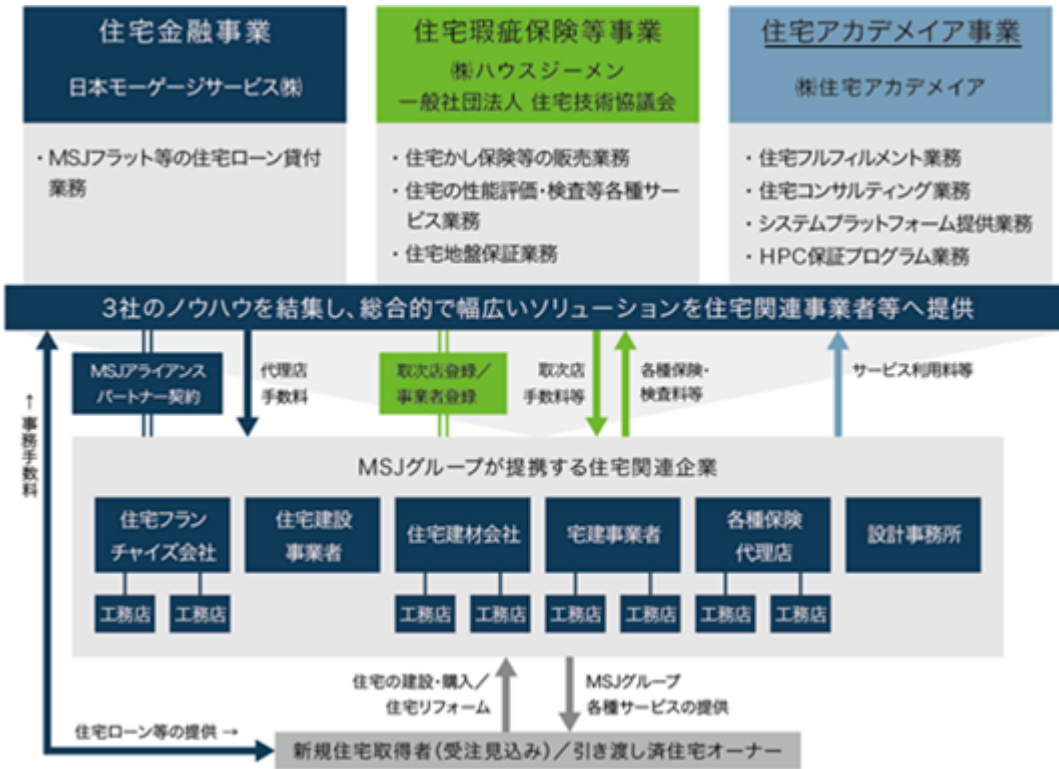 住宅金融事業
日本モーゲージサービス㈱
・MSJフラット等の住宅ローン貸付
業務
住宅瑕疵保険等事業
㈱ハウスジーメン
一般社団法人 住宅技術協議会
・住宅かし保険等の販売業務
・住宅の性能評価・検査等各種サー
ビス業務
・住宅地盤保証業務
住宅アカデメイア事業
㈱住宅アカデメイア
・住宅フルフィルメント業務
・住宅コンサルティング業務
・システムプラットフォーム提供業務
・HPC保証プログラム業務
3社のノウハウを結集し、総合的で幅広いソリューションを住宅関連事業者等へ提供
MSJアライアンス
パートナー契約
代理店
手数料
取次店登録／
事業者登録
取次店
手数料等
各種保険・
検査料等
サービス利用料等
←事務手数料
MSJグループが提携する住宅関連企業
住宅フラン
チャイズ会社
住宅建設
事業者
住宅建材会社
宅建事業者
各種保険
代理店
設計事務所
工務店
工務店
工務店
工務店
工務店
工務店
工務店
工務店
住宅の建設・購入／
住宅リフォーム
MSJグループ
各種サービスの提供
住宅ローン等の提供 →
新規住宅取得者（受注見込み）／引き渡し済住宅オーナー